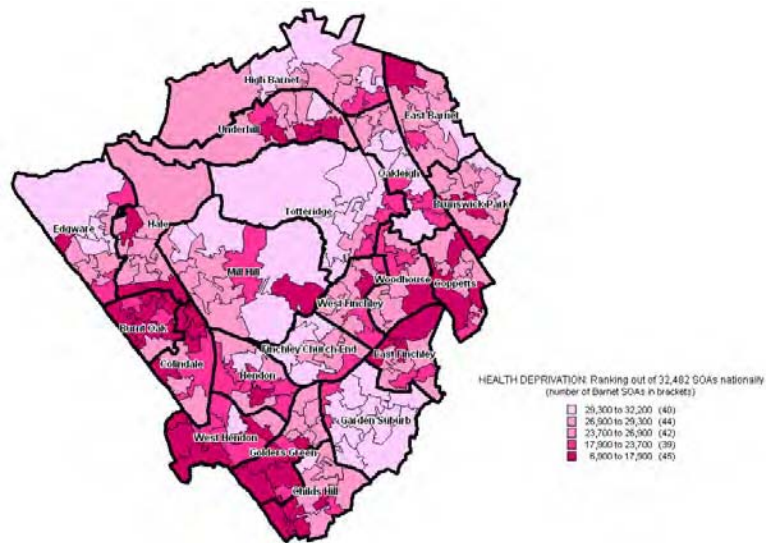 High Barnet
Underhill
East Barnet
Oakleigh
Edgware
Hale
Totteridge
Brunswick Park
Mill Hill
Woodhouse
Coppetts
West Finchley
Burnt Oak
Finchley Church End
East Finchley
Colindale
Hendon
Garden Suburb
West Hendon
Golders Green
Childs Hill
HEALTH DEPRIVATION: Ranking out of 32,482 SOAs nationally
(number of Barnet SOAs in brackets)
29,300 to 32,200 (40)
26,900 to 29,300 (44)
23,700 to 26,900 (42)
17,900 to 23,700 (39)
6,900 to 17,900 (45)